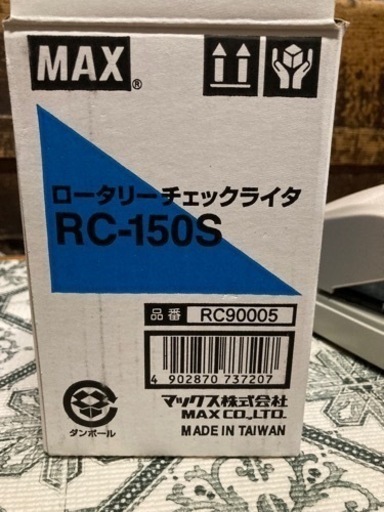 MAX®
ロータリーチェックライタ
RC-150S
品番 RC90005
4 902870 737207
マックス株式会社
MAX CO.,LTD.
MADE IN TAIWAN
ダンボール